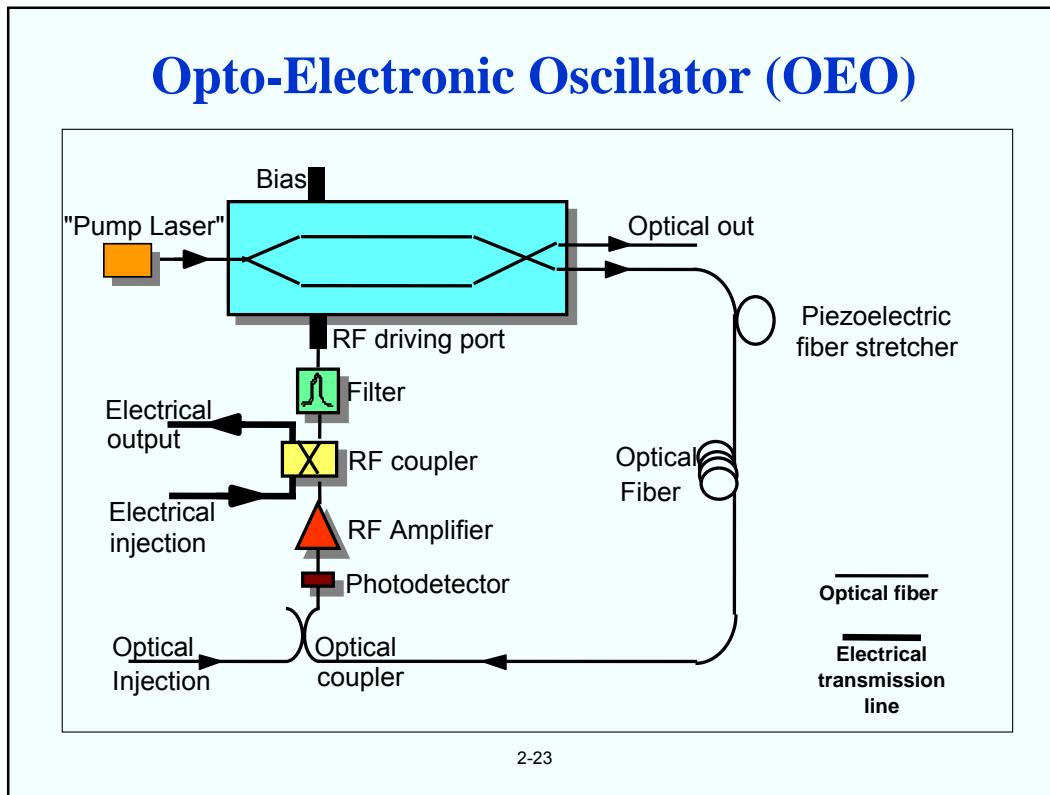 Opto-Electronic Oscillator (OEO)
Bias
"Pump Laser"
Optical out
RF driving port
Piezoelectric
fiber stretcher
Filter
Electrical
output
RF coupler
Optical
Fiber
Electrical
injection
RF Amplifier
Photodetector
Optical fiber
Optical
Injection
Optical
coupler
Electrical
transmission
line
2-23